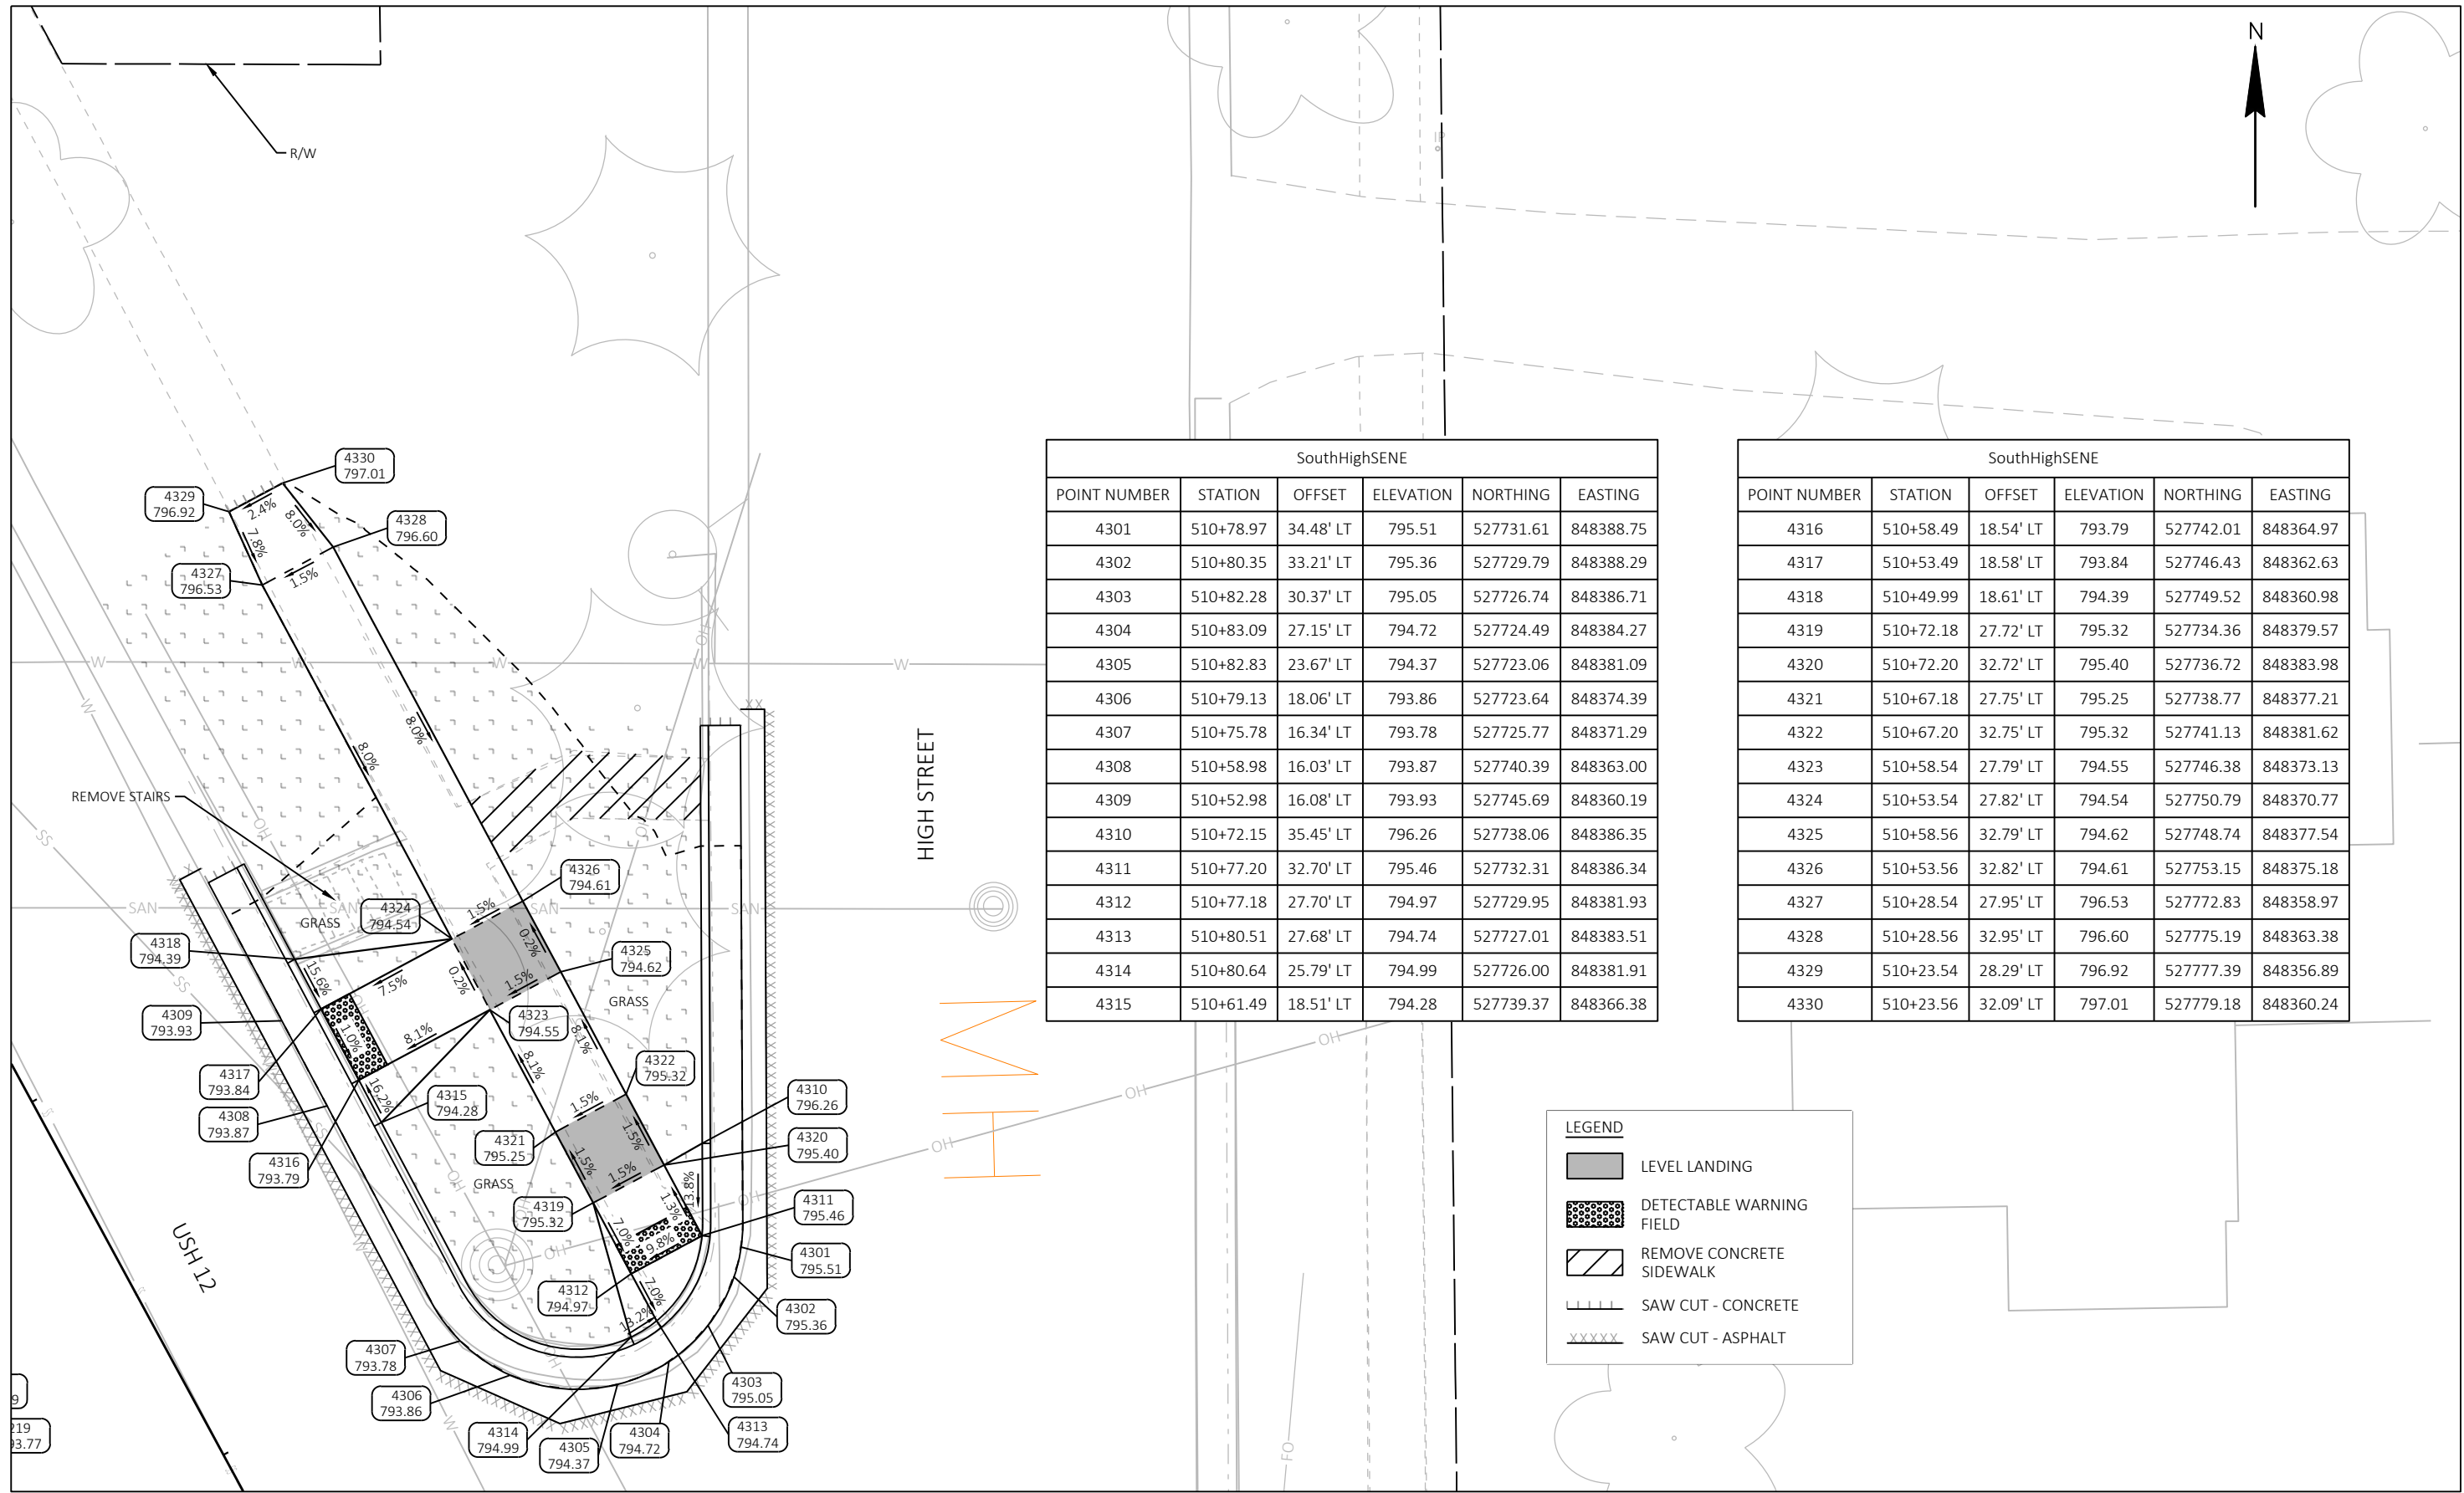 N
R/W
IP
4330
797.01
4329
796.92
2.4%
8.0%
4328
796.60
7.8%
4327
796.53
1.5%
OH
W
W
W
W
W
W
8.0%
8.0%
XX
REMOVE STAIRS
HIGH STREET
SS
OH
OH
4326
794.61
SAN
SAN
SAN
SAN
GRASS
4324
794.54
1.5%
0.2%
4318
794.39
4325
794.62
15.6%
7.5%
0.2%
1.5%
GRASS
SS
OH
4309
793.93
4323
794.55
1.0%
8.1%
8.1%
8.1%
4322
795.32
4317
793.84
16.2%
4315
794.28
1.5%
4310
796.26
4308
793.87
SS
4321
795.25
1.5%
4320
795.40
4316
793.79
OH
GRASS
1.5%
1.5%
13.8%
OH
4319
795.32
1.3%
4311
795.46
7.0%
9.8%
USH 12
W
OH
4301
795.51
4312
794.97
7.0%
4302
795.36
13.2%
4307
793.78
OH
4303
795.05
4306
793.86
W
4314
794.99
4305
794.37
4304
794.72
4313
794.74
9
219
93.77
OH
OH
OH
FO
SouthHighSENE
POINT NUMBER STATION OFFSET ELEVATION NORTHING EASTING
4301 510+78.97 34.48' LT 795.51 527731.61 848388.75
4302 510+80.35 33.21' LT 795.36 527729.79 848388.29
4303 510+82.28 30.37' LT 795.05 527726.74 848386.71
4304 510+83.09 27.15' LT 794.72 527724.49 848384.27
4305 510+82.83 23.67' LT 794.37 527723.06 848381.09
4306 510+79.13 18.06' LT 793.86 527723.64 848374.39
4307 510+75.78 16.34' LT 793.78 527725.77 848371.29
4308 510+58.98 16.03' LT 793.87 527740.39 848363.00
4309 510+52.98 16.08' LT 793.93 527745.69 848360.19
4310 510+72.15 35.45' LT 796.26 527738.06 848386.35
4311 510+77.20 32.70' LT 795.46 527732.31 848386.34
4312 510+77.18 27.70' LT 794.97 527729.95 848381.93
4313 510+80.51 27.68' LT 794.74 527727.01 848383.51
4314 510+80.64 25.79' LT 794.99 527726.00 848381.91
4315 510+61.49 18.51' LT 794.28 527739.37 848366.38
SouthHighSENE
POINT NUMBER STATION OFFSET ELEVATION NORTHING EASTING
4316 510+58.49 18.54' LT 793.79 527742.01 848364.97
4317 510+53.49 18.58' LT 793.84 527746.43 848362.63
4318 510+49.99 18.61' LT 794.39 527749.52 848360.98
4319 510+72.18 27.72' LT 795.32 527734.36 848379.57
4320 510+72.20 32.72' LT 795.40 527736.72 848383.98
4321 510+67.18 27.75' LT 795.25 527738.77 848377.21
4322 510+67.20 32.75' LT 795.32 527741.13 848381.62
4323 510+58.54 27.79' LT 794.55 527746.38 848373.13
4324 510+53.54 27.82' LT 794.54 527750.79 848370.77
4325 510+58.56 32.79' LT 794.62 527748.74 848377.54
4326 510+53.56 32.82' LT 794.61 527753.15 848375.18
4327 510+28.54 27.95' LT 796.53 527772.83 848358.97
4328 510+28.56 32.95' LT 796.60 527775.19 848363.38
4329 510+23.54 28.29' LT 796.92 527777.39 848356.89
4330 510+23.56 32.09' LT 797.01 527779.18 848360.24
LEGEND
LEVEL LANDING
DETECTABLE WARNING
FIELD
REMOVE CONCRETE
SIDEWALK
SAW CUT - CONCRETE
XXXXX SAW CUT - ASPHALT